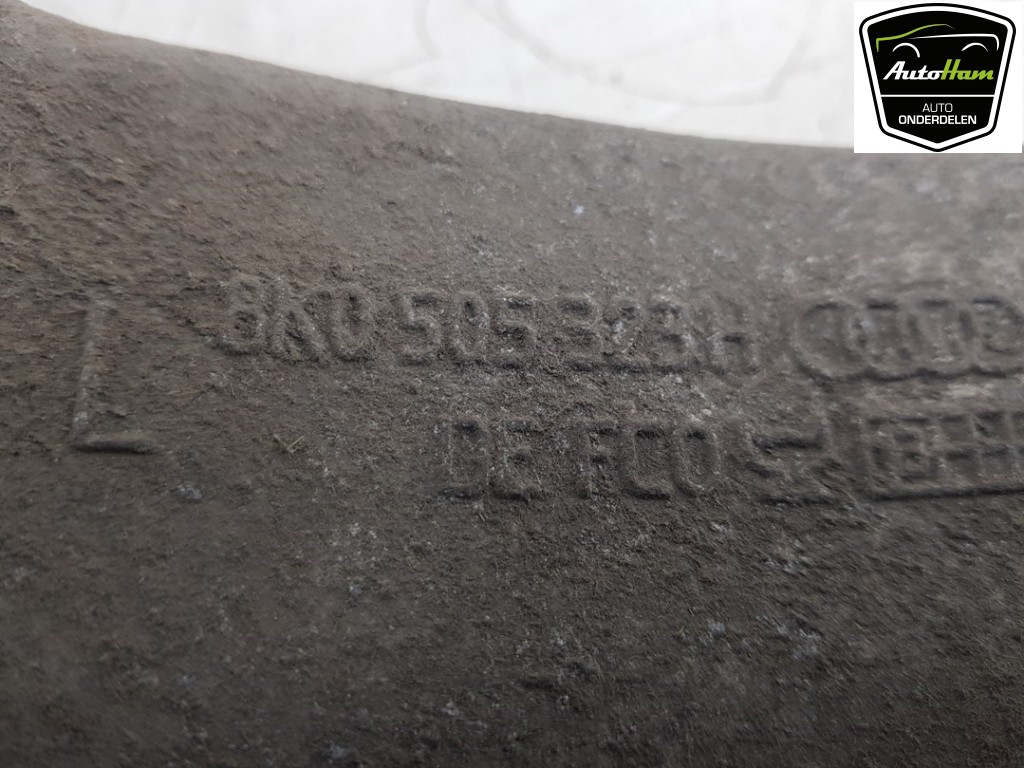 AutoHam
AUTO
ONDERDELEN
8K0 505 323 H
L
DE FCO